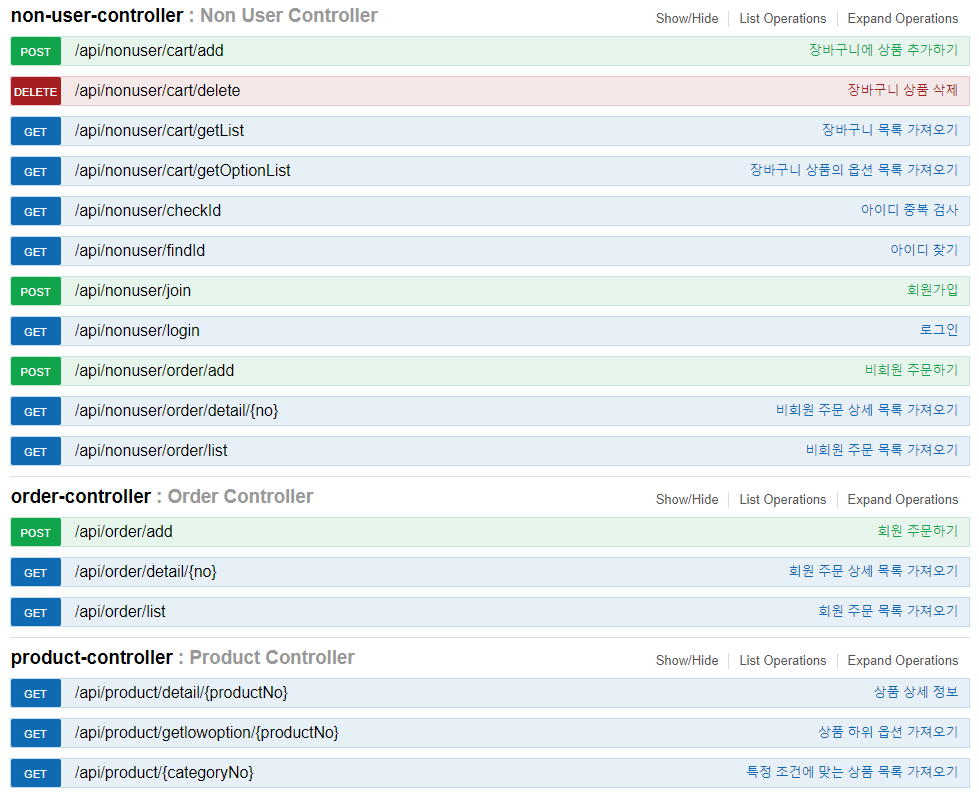 non-user-controller : Non User Controller Show/Hide List Operations Expand Operations
POST /api/nonuser/cart/add 장바구니에 상품 추가하기
DELETE /api/nonuser/cart/delete 장바구니 상품 삭제
GET /api/nonuser/cart/getList 장바구니 목록 가져오기
GET /api/nonuser/cart/getOptionList 장바구니 상품의 옵션 목록 가져오기
GET /api/nonuser/checkId 아이디 중복 검사
GET /api/nonuser/findId 아이디 찾기
POST /api/nonuser/join 회원가입
GET /api/nonuser/login 로그인
POST /api/nonuser/order/add 비회원 주문하기
GET /api/nonuser/order/detail/{no} 비회원 주문 상세 목록 가져오기
GET /api/nonuser/order/list 비회원 주문 목록 가져오기
order-controller : Order Controller Show/Hide List Operations Expand Operations
POST /api/order/add 회원 주문하기
GET /api/order/detail/{no} 회원 주문 상세 목록 가져오기
GET /api/order/list 회원 주문 목록 가져오기
product-controller : Product Controller Show/Hide List Operations Expand Operations
GET /api/product/detail/{productNo} 상품 상세 정보
GET /api/product/getlowoption/{productNo} 상품 하위 옵션 가져오기
GET /api/product/{categoryNo} 특정 조건에 맞는 상품 목록 가져오기